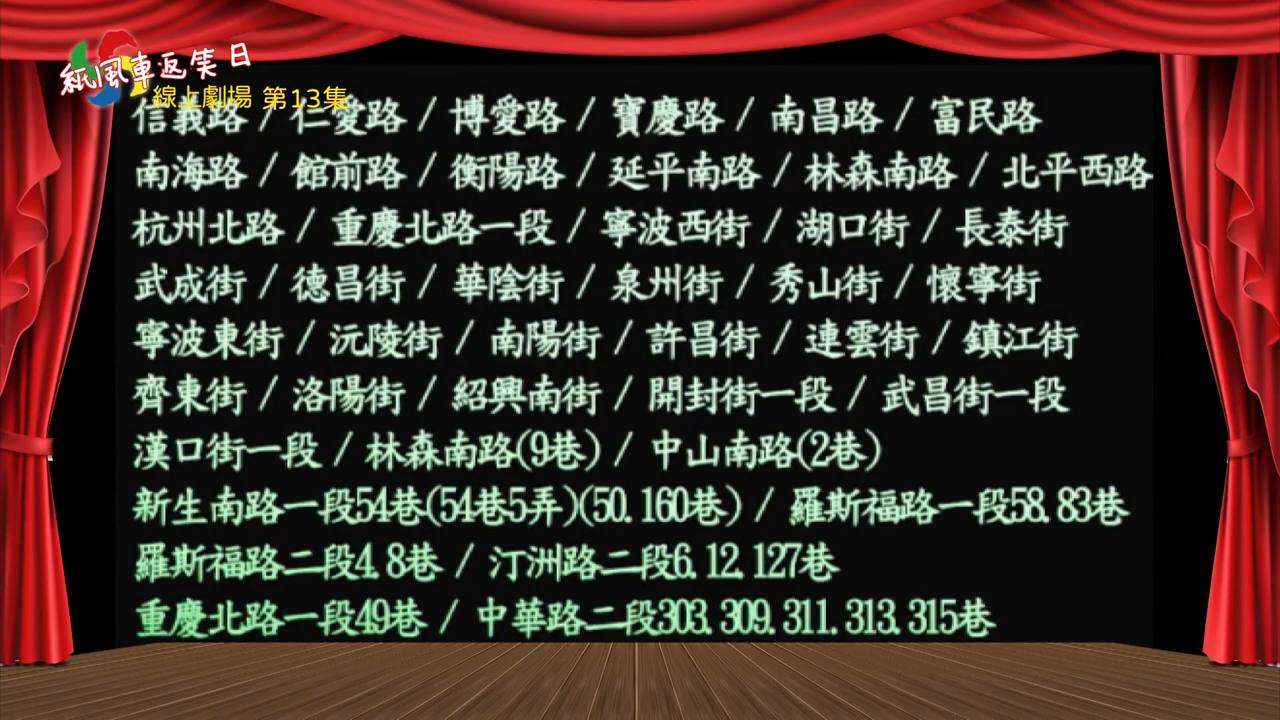 紙風車返笑日
線上劇場 第13集
信義路 / 仁愛路 / 博愛路 / 寶慶路 / 南昌路 / 富民路
南海路 / 館前路 / 衡陽路 / 延平南路 / 林森南路 / 北平西路
杭州北路 / 重慶北路一段 / 寧波西街 / 湖口街 / 長泰街
武成街 / 德昌街 / 華陰街 / 泉州街 / 秀山街 / 懷寧街
寧波東街 / 沅陵街 / 南陽街 / 許昌街 / 連雲街 / 鎮江街
齊東街 / 洛陽街 / 紹興南街 / 開封街一段 / 武昌街一段
漢口街一段 / 林森南路(9巷) / 中山南路(2巷)
新生南路一段54巷(54巷5弄)(50.160巷) / 羅斯福路一段58.83巷
羅斯福路二段4.8巷 / 汀洲路二段6.12.127巷
重慶北路一段49巷 / 中華路二段303.309.311.313.315巷